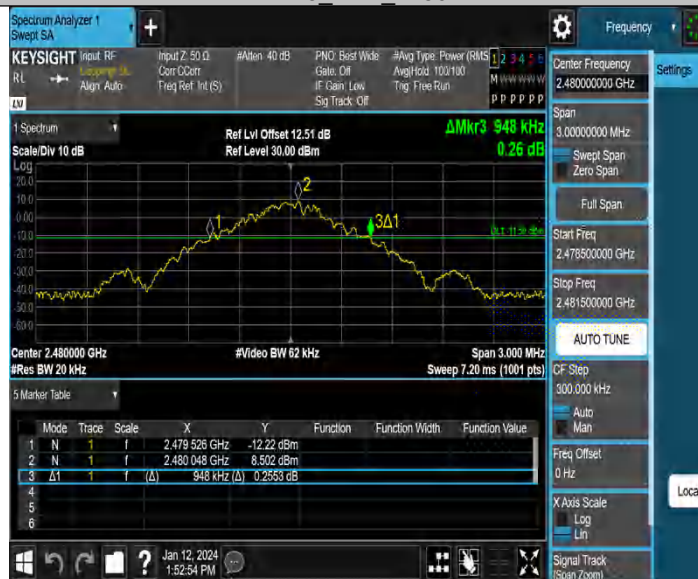 Spectrum Analyzer 1
Swept SA
+
Frequency
KEYSIGHT
RL
Input: RF
Align: Auto
Input Z: 50 Ω
Corr CCorr
Freq Ref: Int (S)
#Atten: 40 dB
PNO: Best Wide
Gate: Off
IF Gain: Low
Sig Track: Off
#Avg Type: Power (RMS
Avg|Hold: 100/100
Trig: Free Run
1 2 3 4 5 6
M W W W W W
P P P P P P
LXI
1 Spectrum
Scale/Div 10 dB
Log
Ref Lvl Offset 12.51 dB
Ref Level 30.00 dBm
ΔMkr3 948 kHz
0.26 dB
20.0
10.0
0.00
-10.0
-20.0
-30.0
-40.0
-50.0
-60.0
1
2
3Δ1
Center 2.480000 GHz
#Res BW 20 kHz
#Video BW 62 kHz
Span 3.000 MHz
Sweep 7.20 ms (1001 pts)
5 Marker Table
Mode Trace Scale X Y Function Function Width Function Value
1 N 1 f 2.479 526 GHz -12.22 dBm
2 N 1 f 2.480 048 GHz 8.502 dBm
3 Δ1 1 f (Δ) 948 kHz (Δ) 0.2553 dB
4
5
6
?
Jan 12, 2024
1:52:54 PM
Center Frequency
2.480000000 GHz
Settings
Span
3.00000000 MHz
Swept Span
Zero Span
Full Span
Start Freq
2.478500000 GHz
Stop Freq
2.481500000 GHz
AUTO TUNE
CF Step
300.000 kHz
Auto
Man
Freq Offset
0 Hz
X Axis Scale
Log
Lin
Loca
Signal Track
(Span Zoom)